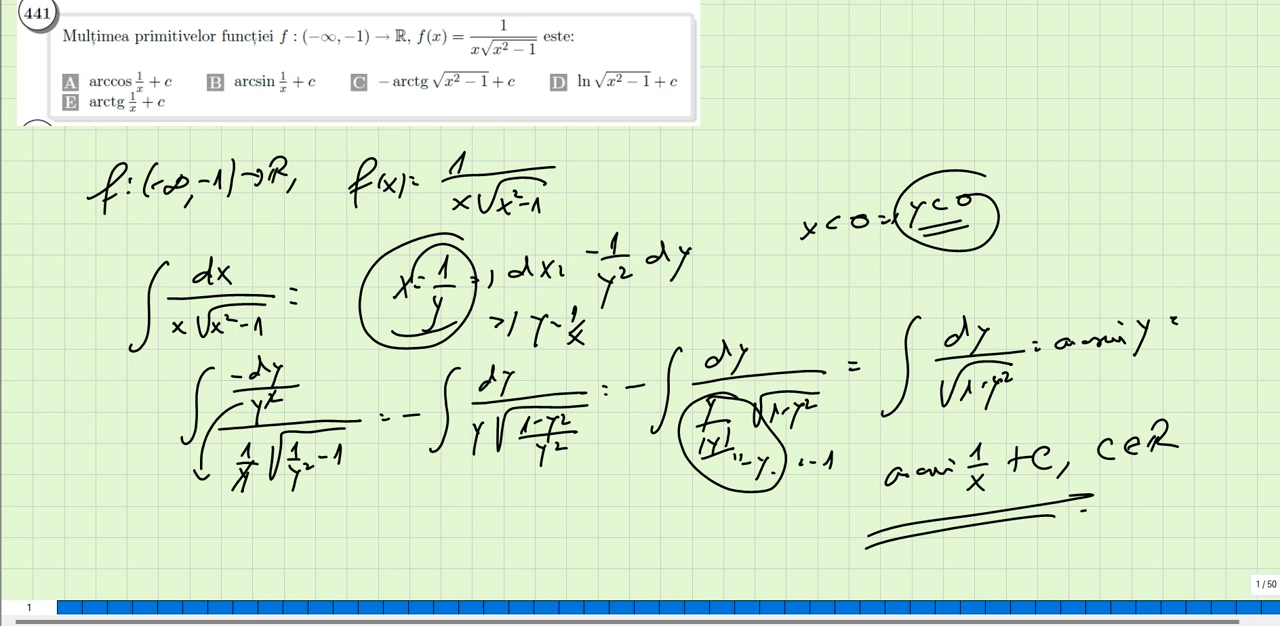 441
Mulțimea primitivelor funcției f : (−∞, −1) → ℝ, f(x) = 1/(x√(x² − 1)) este:
A arccos 1/x + c B arcsin 1/x + c C − arctg √(x² − 1) + c D ln √(x² − 1) + c
E arctg 1/x + c
f: (-∞, -1) → ℝ, f(x) = 1/(x√(x²-1))
x < 0 => y < 0
∫ dx/(x√(x²-1)) = x = 1/y =, dx = -1/y² dy
=> y = 1/x
∫ (-dy/y²)/(1/y √(1/y² - 1)) = - ∫ dy/(y√((1-y²)/y²)) = - ∫ dy/(y/|y| √(1-y²)) = ∫ dy/√(1-y²) = arcsin y =
"-y. = -1
arcsin 1/x + C, C ∈ ℝ
1 / 50
1